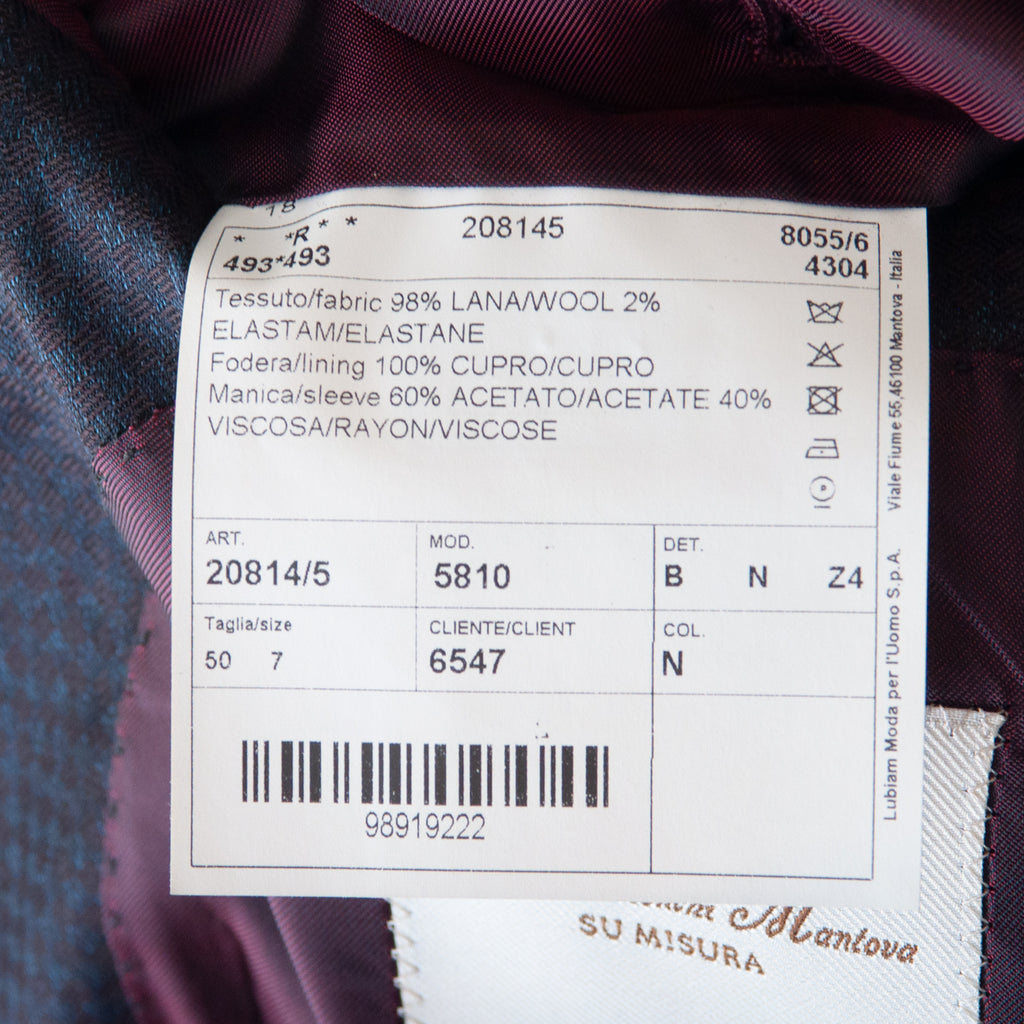 18
* *R * * 208145 8055/6
493*493 4304
Tessuto/fabric 98% LANA/WOOL 2%
ELASTAM/ELASTANE
Fodera/lining 100% CUPRO/CUPRO
Manica/sleeve 60% ACETATO/ACETATE 40%
VISCOSA/RAYON/VISCOSE
ART. MOD. DET.
20814/5 5810 B N Z4
Taglia/size CLIENTE/CLIENT COL.
50 7 6547 N
98919222
Lubiam Moda per l'Uomo S.p.A. Viale Fiume 55,46100 Mantova - Italia
Mantova
SU MISURA